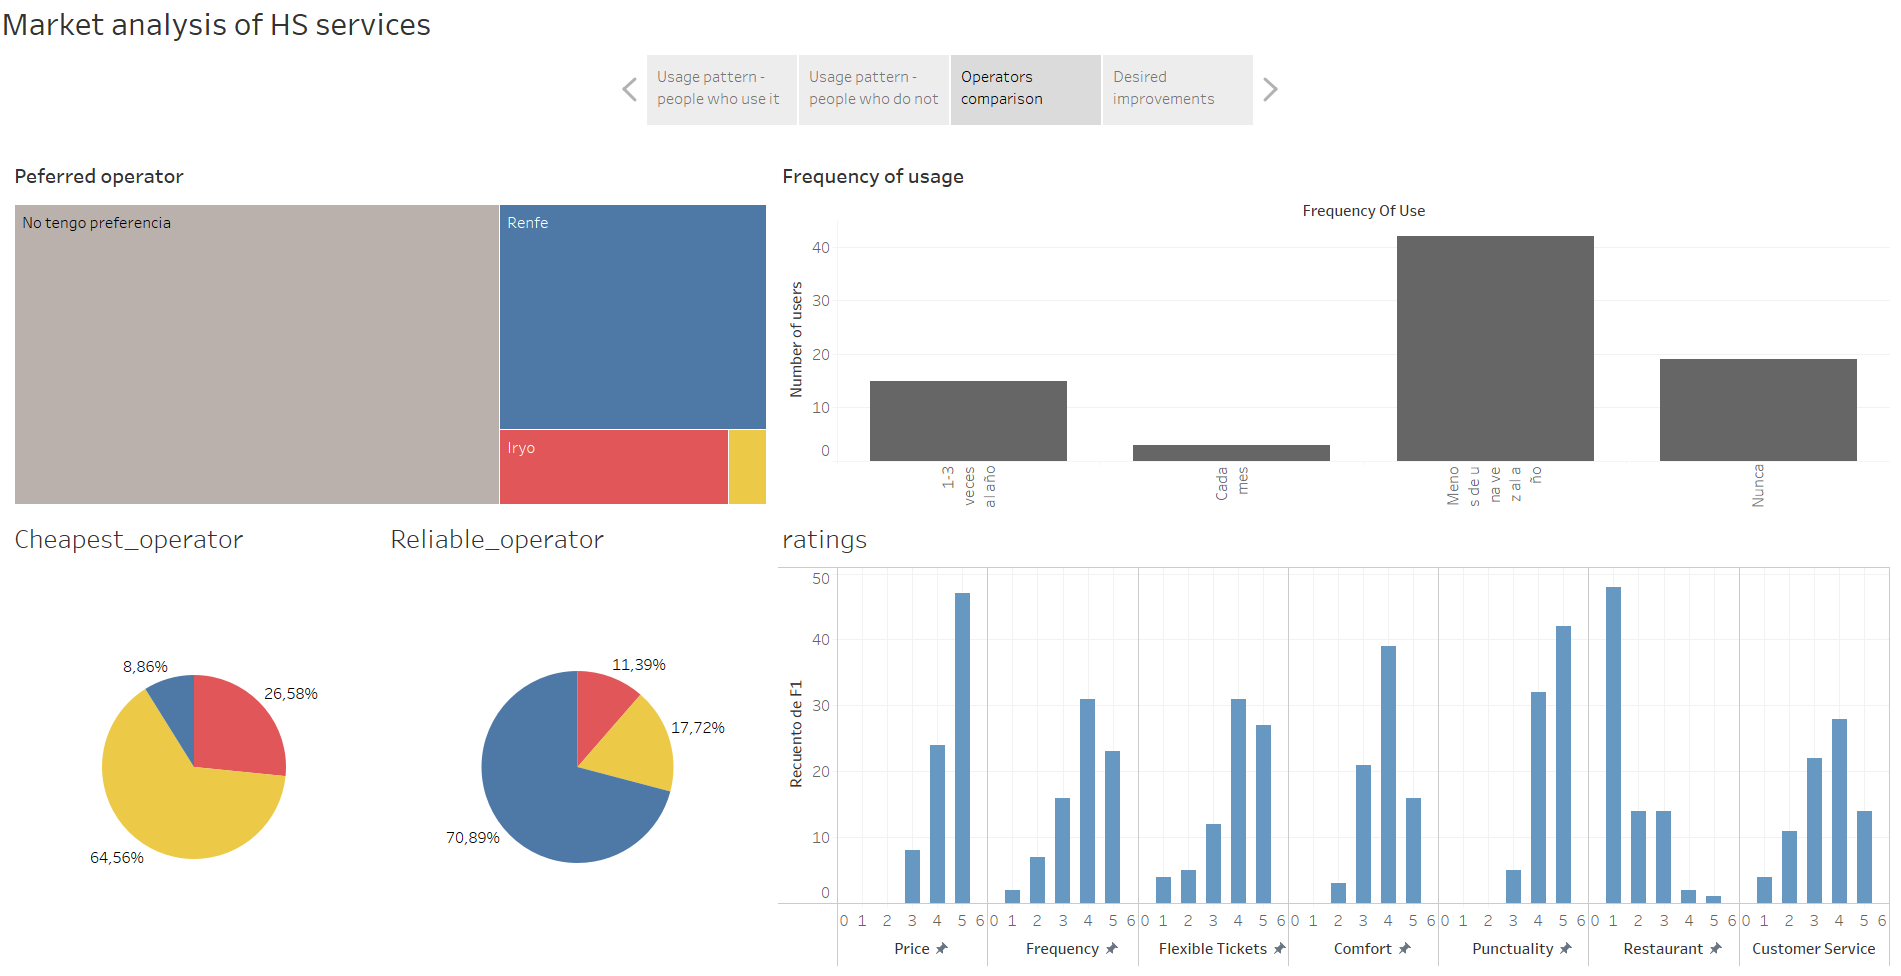 Market analysis of HS services
Usage pattern -
people who use it
Usage pattern -
people who do not
Operators
comparison
Desired
improvements
Peferred operator
No tengo preferencia
Renfe
Iryo
Frequency of usage
Frequency Of Use
Number of users
40
30
20
10
0
1-3
veces
al año
Cada
mes
Meno
s de u
na ve
z al a
ño
Nunca
Cheapest_operator
8,86%
26,58%
64,56%
Reliable_operator
11,39%
17,72%
70,89%
ratings
Recuento de F1
50
40
30
20
10
0
0 1 2 3 4 5 6 0 1 2 3 4 5 6 0 1 2 3 4 5 6 0 1 2 3 4 5 6 0 1 2 3 4 5 6 0 1 2 3 4 5 6 0 1 2 3 4 5 6
Price Frequency Flexible Tickets Comfort Punctuality Restaurant Customer Service